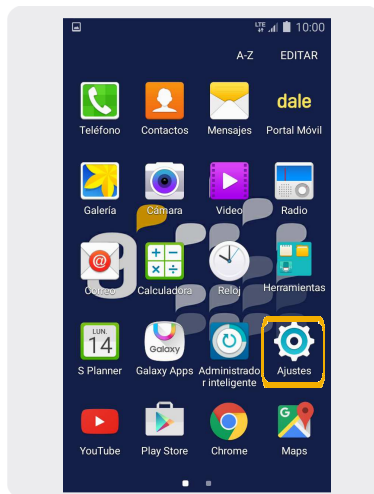 LTE 10:00
A-Z EDITAR
Teléfono Contactos Mensajes Portal Móvil
dale
Galería Cámara Video Radio
Correo Calculadora Reloj Herramientas
LUN.
14
Galaxy
S Planner Galaxy Apps Administrado Ajustes
r inteligente
YouTube Play Store Chrome Maps